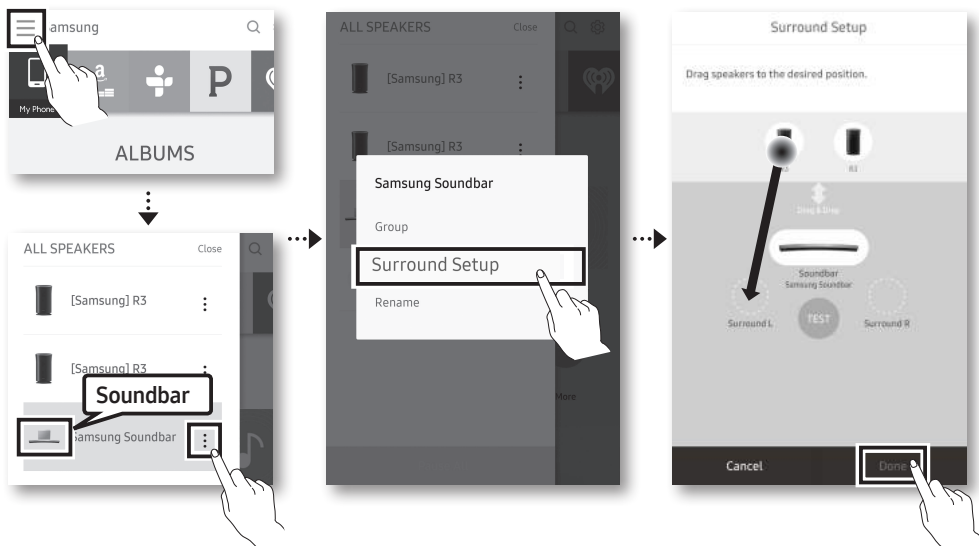 amsung
a
P
My Phone
ALBUMS
ALL SPEAKERS Close
[Samsung] R3
[Samsung] R3
Soundbar
amsung Soundbar
ALL SPEAKERS Close
[Samsung] R3
[Samsung] R3
Samsung Soundbar
Group
Surround Setup
Rename
More
Surround Setup
Drag speakers to the desired position.
R3 R3
Drag & Drop
Soundbar
Samsung Soundbar
Surround L TEST Surround R
Cancel Done